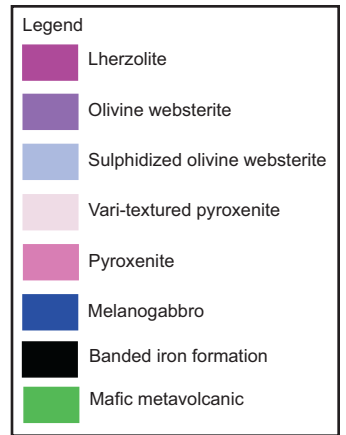 Legend
Lherzolite
Olivine websterite
Sulphidized olivine websterite
Vari-textured pyroxenite
Pyroxenite
Melanogabbro
Banded iron formation
Mafic metavolcanic